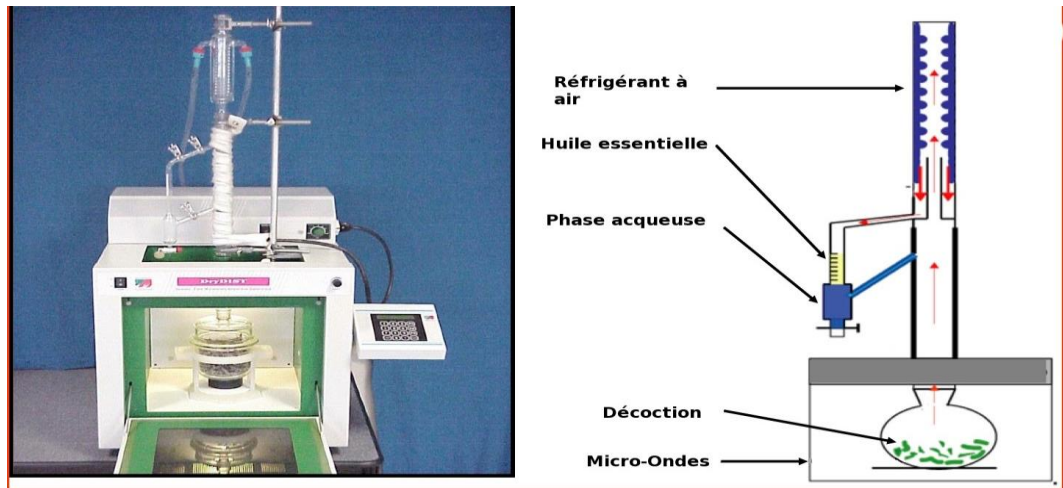 DryDIST
Réfrigérant à
air
Huile essentielle
Phase acqueuse
Décoction
Micro-Ondes